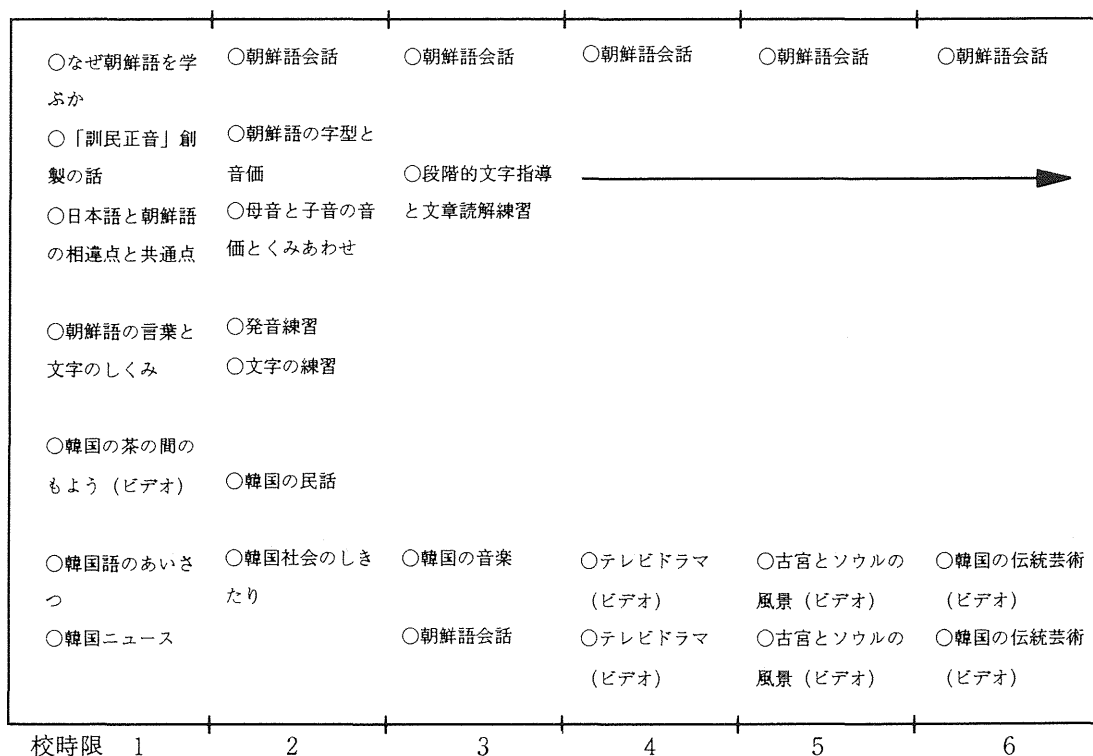 ○なぜ朝鮮語を学
ぶか
○「訓民正音」創
製の話
○日本語と朝鮮語
の相違点と共通点
○朝鮮語の言葉と
文字のしくみ
○韓国の茶の間の
もよう（ビデオ）
○韓国語のあいさ
つ
○韓国ニュース
○朝鮮語会話
○朝鮮語の字型と
音価
○母音と子音の音
価とくみあわせ
○発音練習
○文字の練習
○韓国の民話
○韓国社会のしき
たり
○朝鮮語会話
○段階的文字指導
と文章読解練習
○韓国の音楽
○朝鮮語会話
○朝鮮語会話
○テレビドラマ
（ビデオ）
○テレビドラマ
（ビデオ）
○朝鮮語会話
○古宮とソウルの
風景（ビデオ）
○古宮とソウルの
風景（ビデオ）
○朝鮮語会話
○韓国の伝統芸術
（ビデオ）
○韓国の伝統芸術
（ビデオ）
校時限 1 2 3 4 5 6